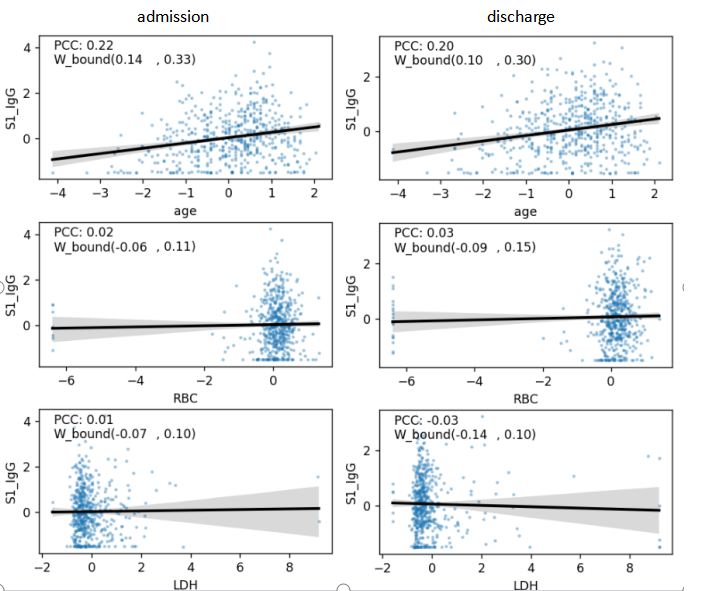 admission
discharge
PCC: 0.22
W_bound(0.14 , 0.33)
4
2
0
S1_IgG
−4 −3 −2 −1 0 1 2
age
PCC: 0.20
W_bound(0.10 , 0.30)
2
0
S1_IgG
−4 −3 −2 −1 0 1 2
age
PCC: 0.02
W_bound(-0.06 , 0.11)
4
2
0
S1_IgG
−6 −4 −2 0
RBC
PCC: 0.03
W_bound(-0.09 , 0.15)
2
0
S1_IgG
−6 −4 −2 0
RBC
PCC: 0.01
W_bound(-0.07 , 0.10)
4
2
0
S1_IgG
−2 0 2 4 6 8
LDH
PCC: -0.03
W_bound(-0.14 , 0.10)
2
0
S1_IgG
−2 0 2 4 6 8
LDH